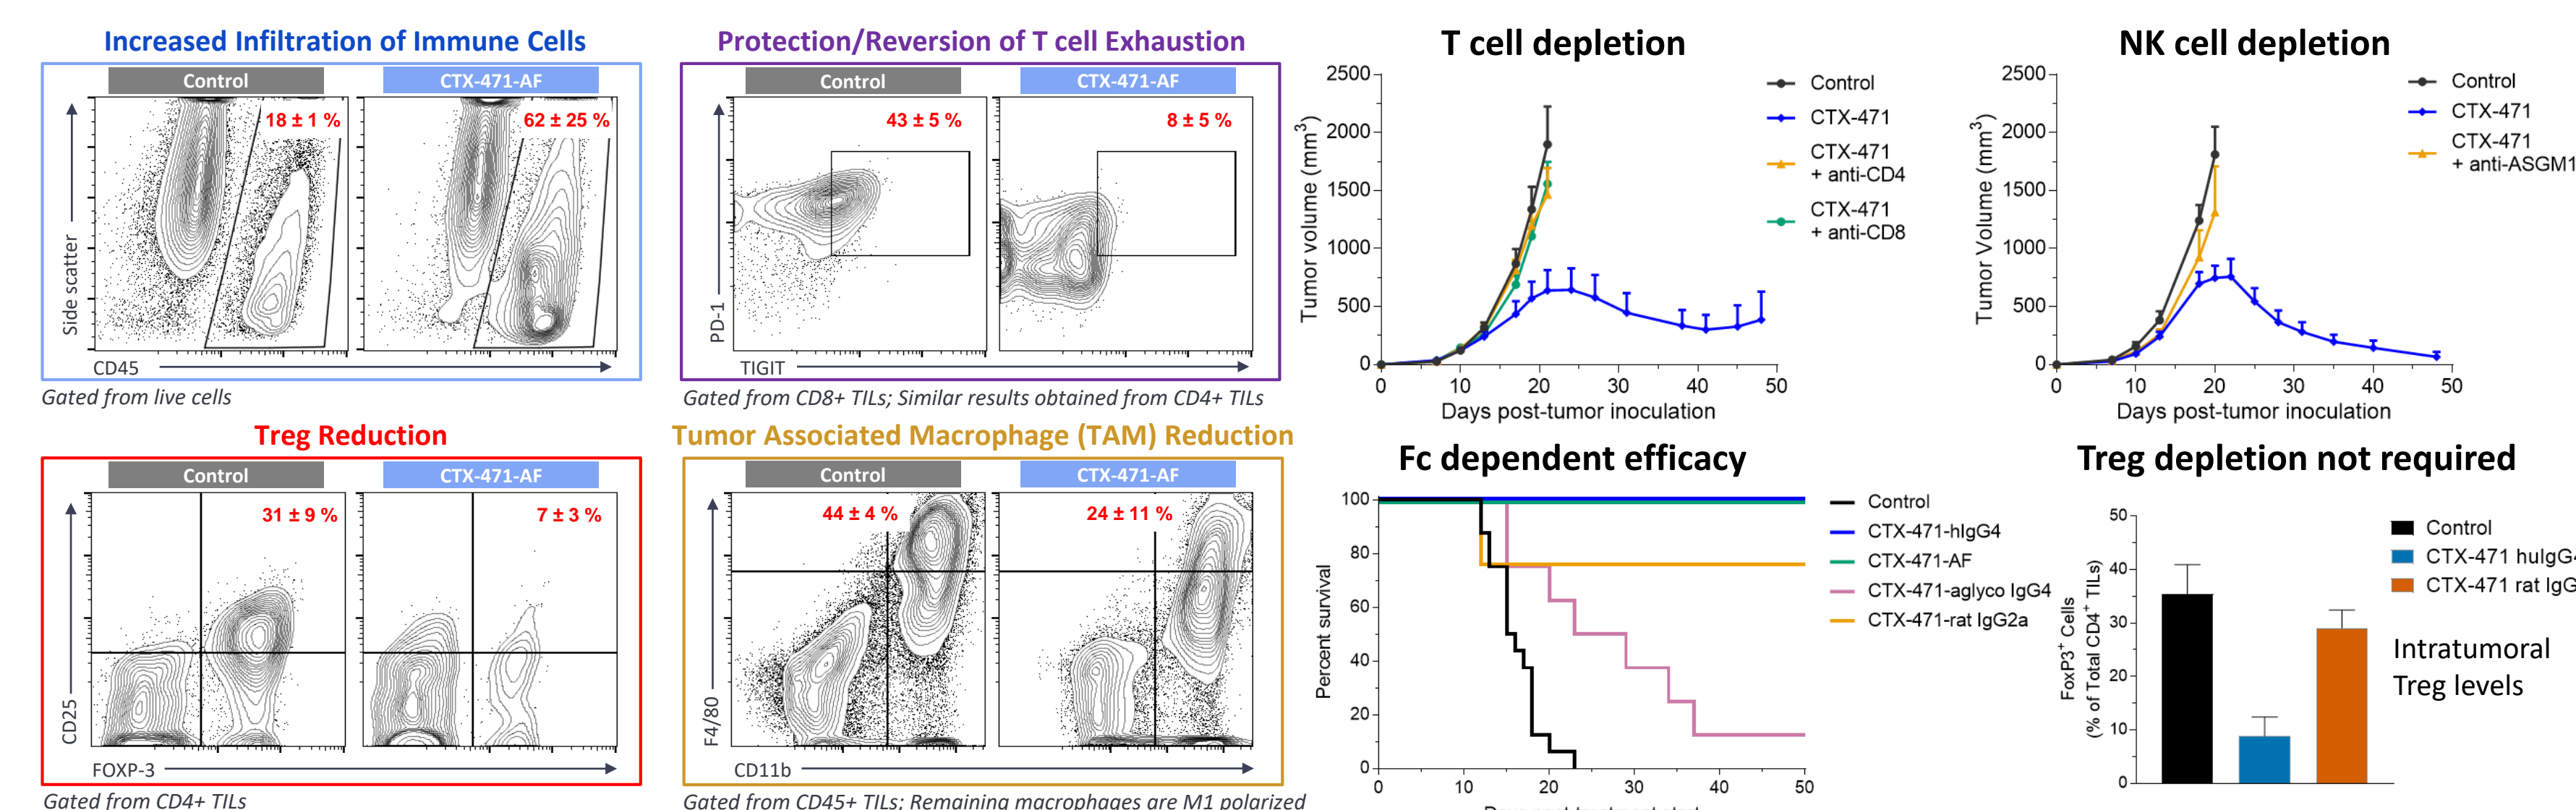 Increased Infiltration of Immune Cells
Control
CTX-471-AF
18 ± 1 %
62 ± 25 %
Side scatter
CD45
Gated from live cells
Protection/Reversion of T cell Exhaustion
Control
CTX-471-AF
43 ± 5 %
8 ± 5 %
PD-1
TIGIT
Gated from CD8+ TILs; Similar results obtained from CD4+ TILs
T cell depletion
2500
2000
1500
1000
500
0
Tumor volume (mm3)
0 10 20 30 40 50
Days post-tumor inoculation
Control
CTX-471
CTX-471
+ anti-CD4
CTX-471
+ anti-CD8
NK cell depletion
2500
2000
1500
1000
500
0
Tumor Volume (mm3)
0 10 20 30 40 50
Days post-tumor inoculation
Control
CTX-471
CTX-471
+ anti-ASGM1
Treg Reduction
Control
CTX-471-AF
31 ± 9 %
7 ± 3 %
CD25
FOXP-3
Gated from CD4+ TILs
Tumor Associated Macrophage (TAM) Reduction
Control
CTX-471-AF
44 ± 4 %
24 ± 11 %
F4/80
CD11b
Gated from CD45+ TILs; Remaining macrophages are M1 polarized
Fc dependent efficacy
100
80
60
40
20
0
Percent survival
0 10 20 30 40 50
Control
CTX-471-hIgG4
CTX-471-AF
CTX-471-aglyco IgG4
CTX-471-rat IgG2a
Treg depletion not required
50
40
30
20
10
0
FoxP3+ Cells
(% of Total CD4+ TILs)
Control
CTX-471 huIgG4
CTX-471 rat IgG
Intratumoral
Treg levels